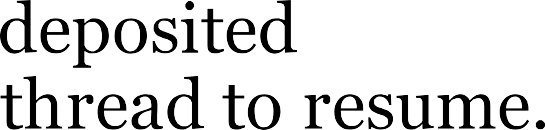 deposited
thread to resume.